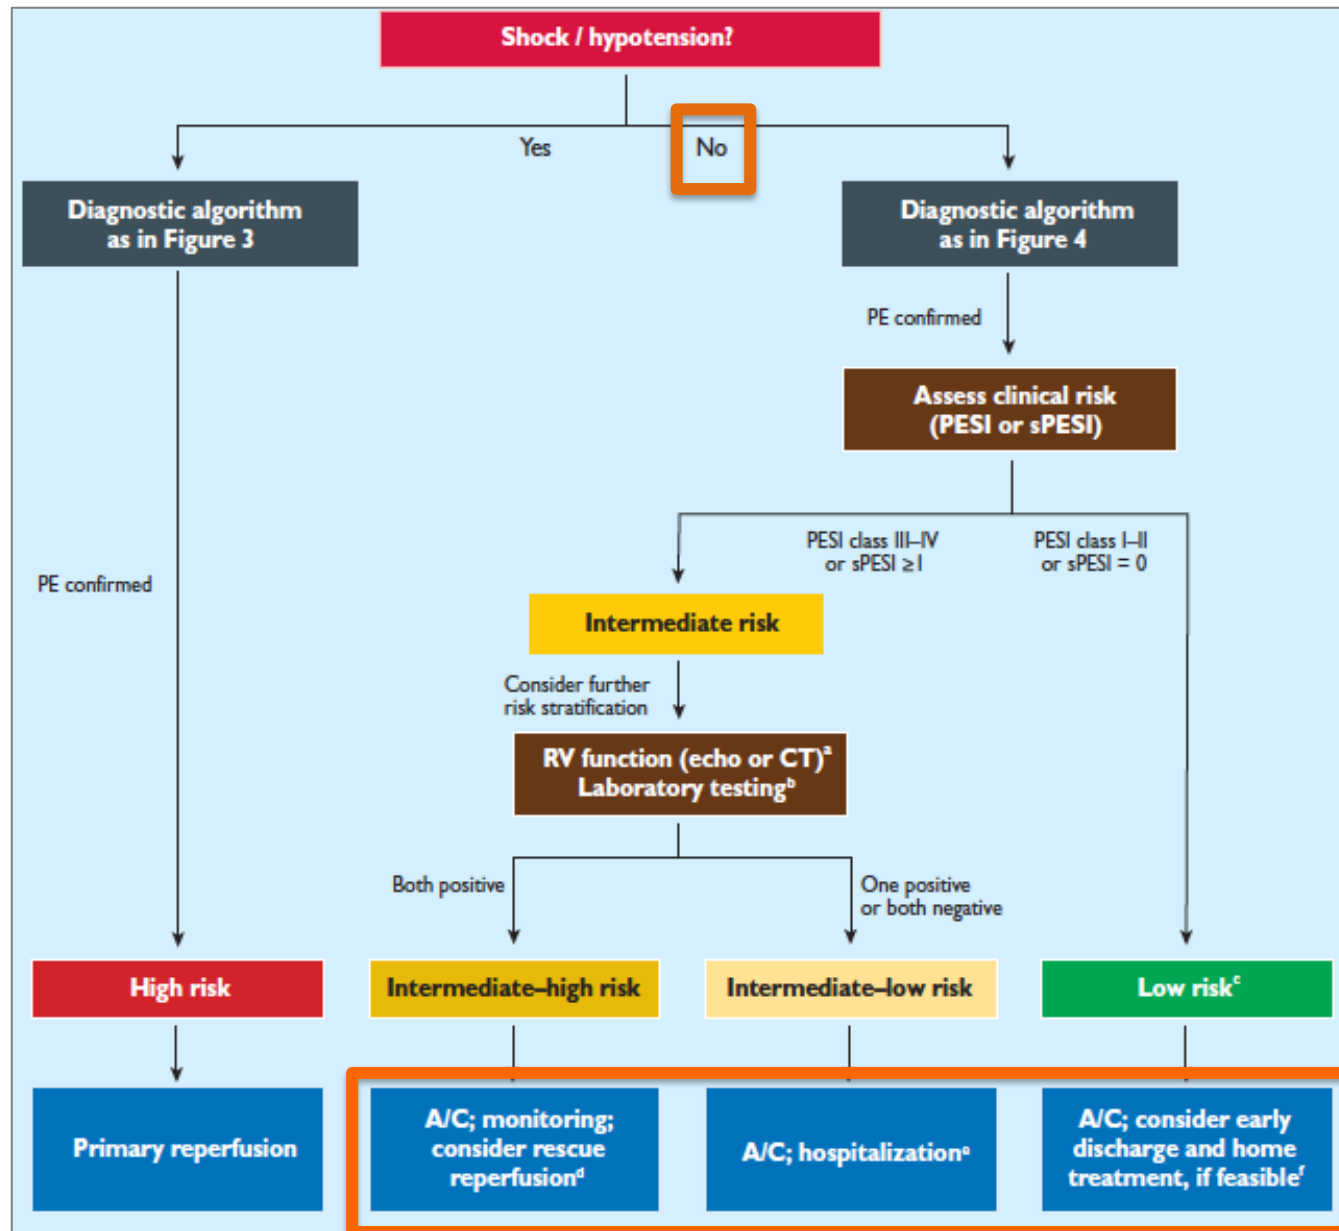 Shock / hypotension?
Yes
No
Diagnostic algorithm
as in Figure 3
Diagnostic algorithm
as in Figure 4
PE confirmed
Assess clinical risk
(PESI or sPESI)
PESI class III–IV
or sPESI ≥1
PESI class I–II
or sPESI = 0
PE confirmed
Intermediate risk
Consider further
risk stratification
RV function (echo or CT)ᵃ
Laboratory testingᵇ
Both positive
One positive
or both negative
High risk
Intermediate–high risk
Intermediate–low risk
Low riskᶜ
Primary reperfusion
A/C; monitoring;
consider rescue
reperfusionᵈ
A/C; hospitalizationᵉ
A/C; consider early
discharge and home
treatment, if feasibleᶠ